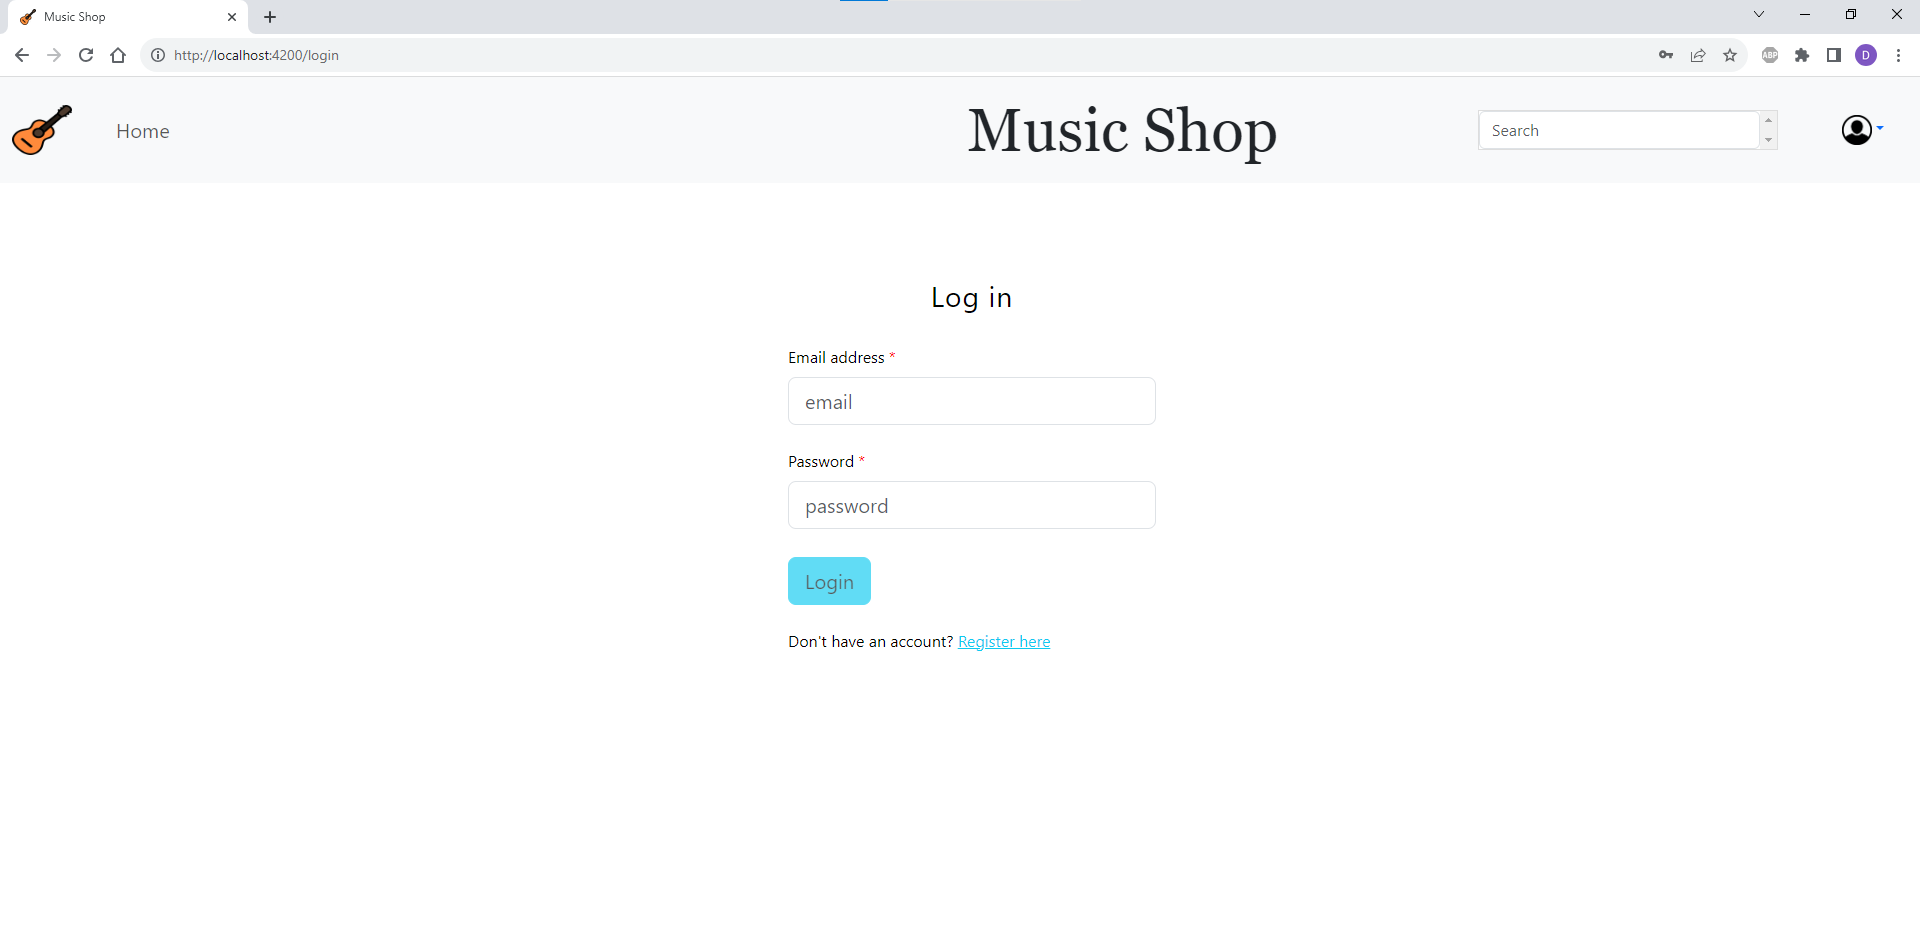 Music Shop
http://localhost:4200/login
ABP
D
Home
Music Shop
Search
Log in
Email address *
email
Password *
password
Login
Don't have an account? Register here